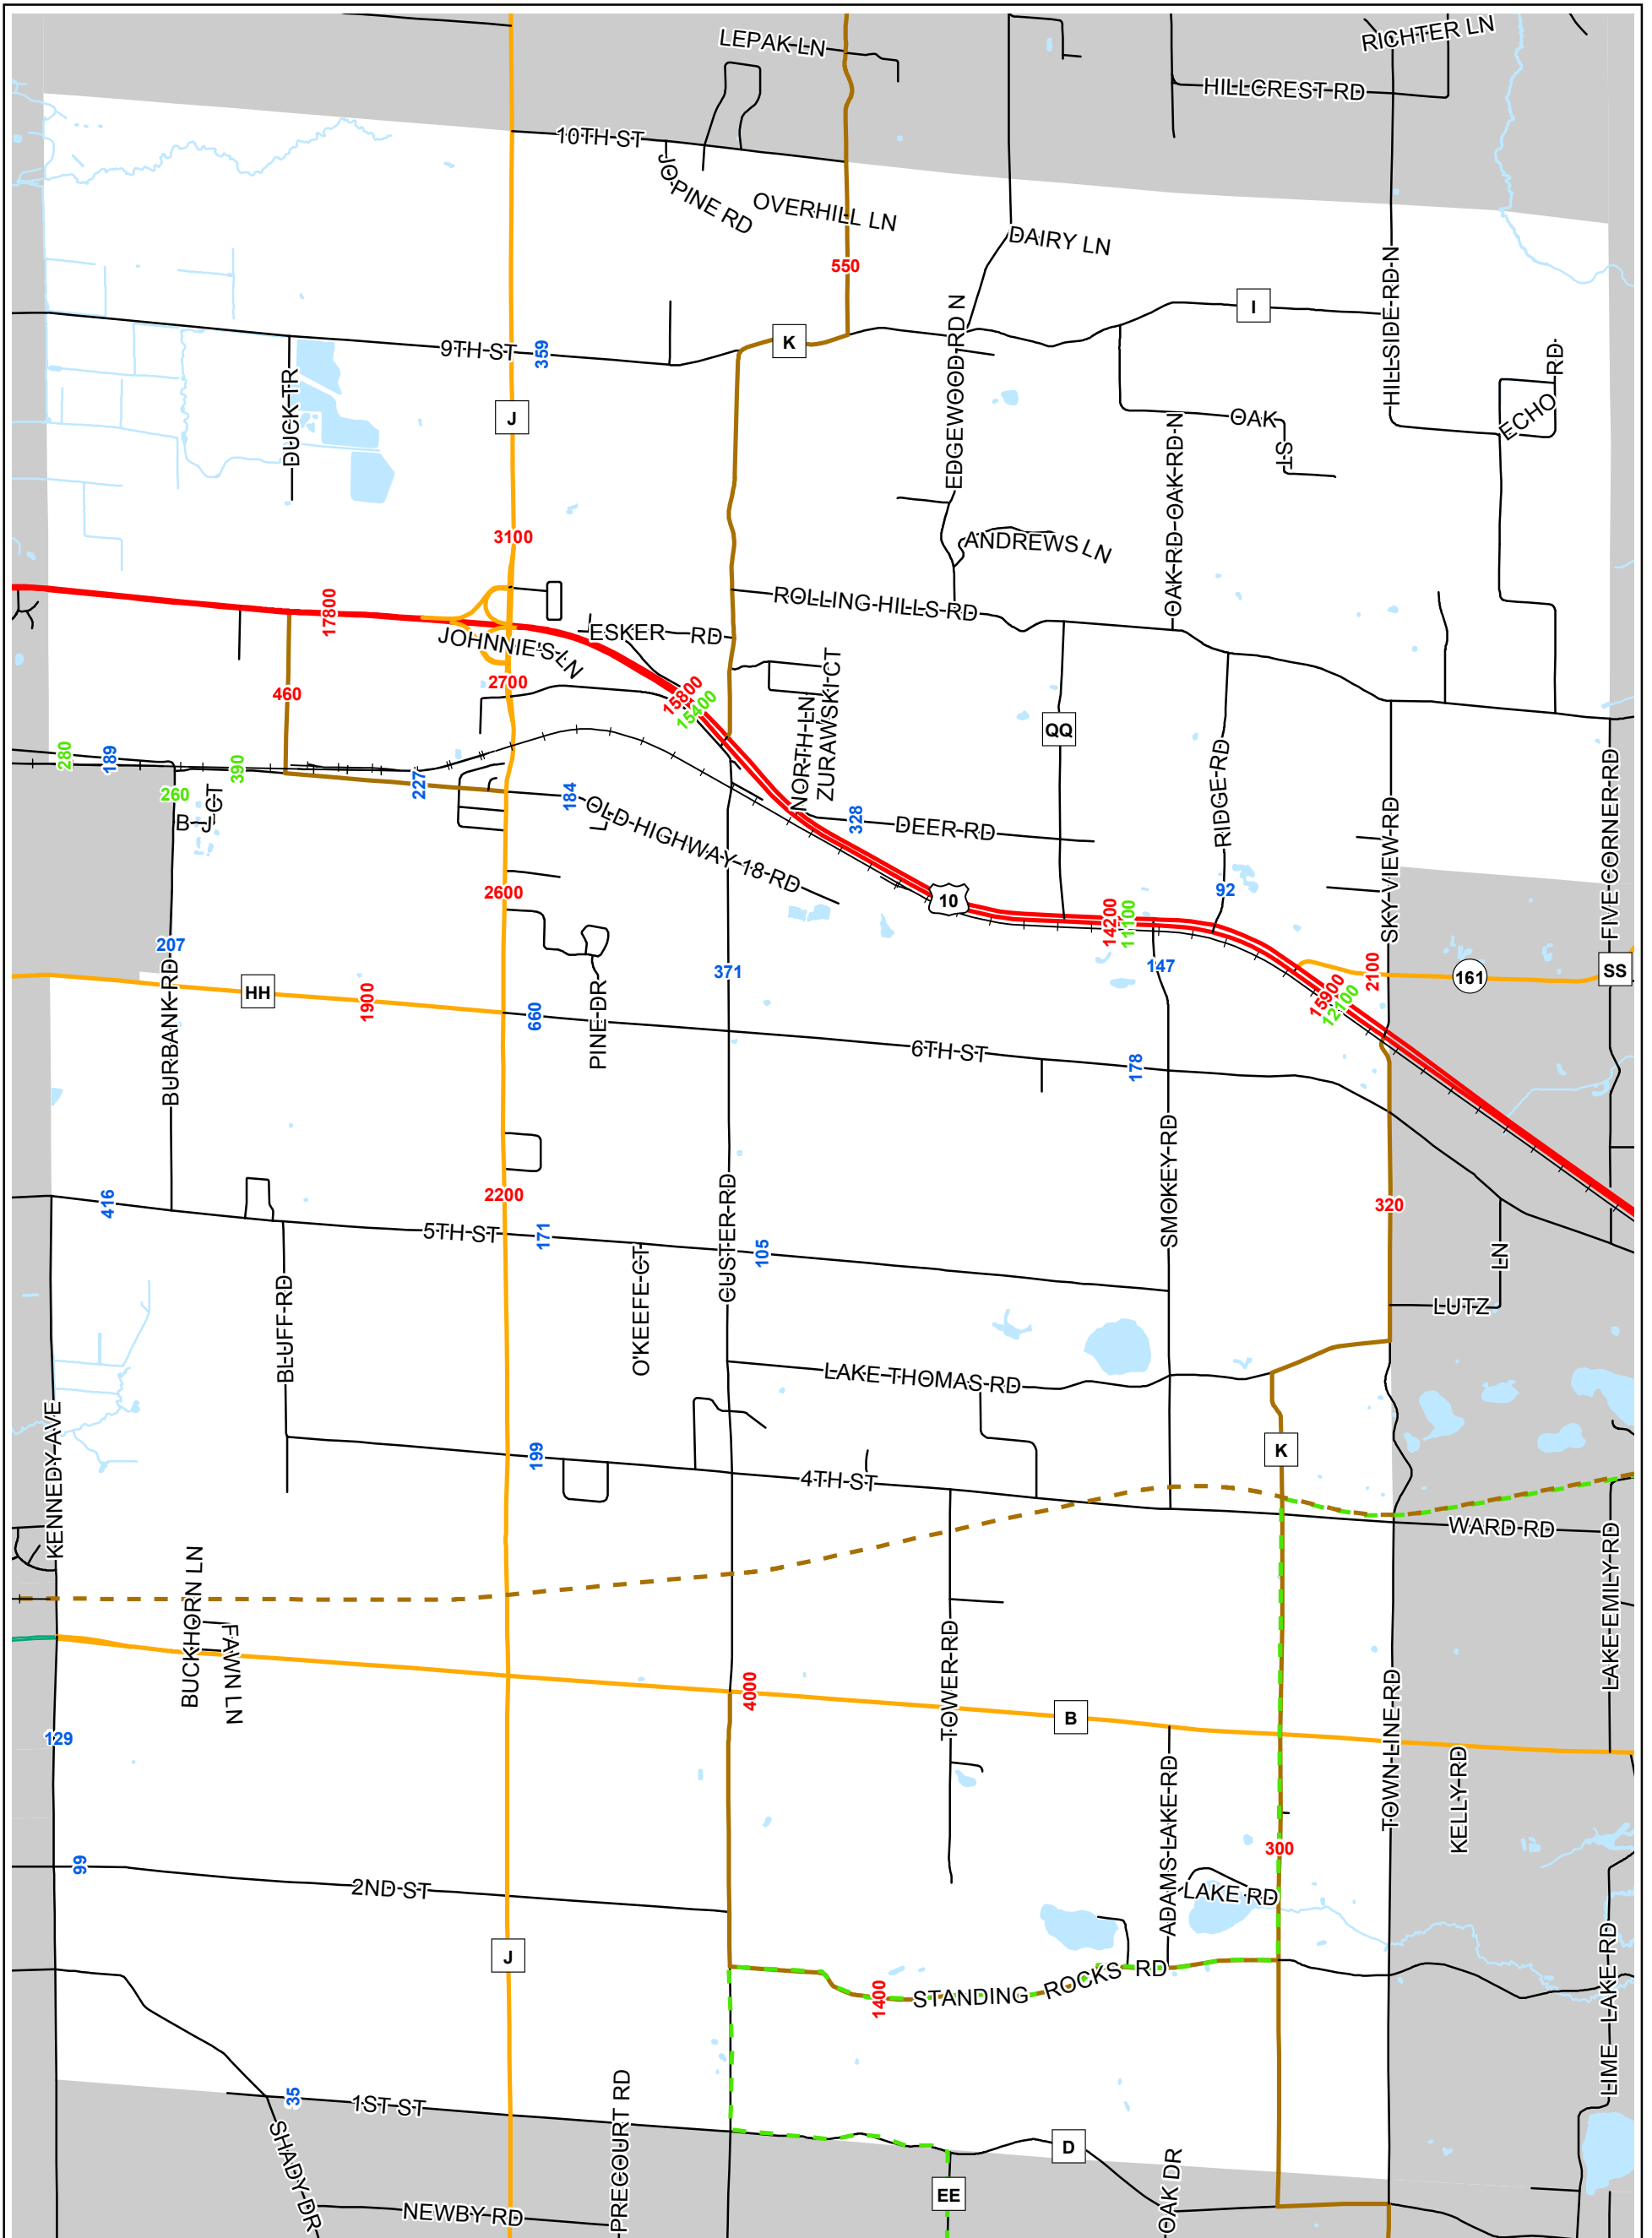 LEPAK LN
RICHTER LN
HILLCREST RD
10TH ST
JO
PINE RD
OVERHILL LN
DAIRY LN
550
HILLSIDE RD N
I
K
9TH ST
359
EDGEWOOD RD N
ECHO RD
DUCK TR
J
OAK ST
OAK RD
OAK RD N
3100
ANDREWS LN
17800
ROLLING HILLS RD
JOHNNIE'S LN
ESKER RD
460
2700
15800
15400
NORTH LN
ZURAWSKI CT
QQ
RIDGE RD
280
189
390
227
260
B-J CT
184
OLD HIGHWAY 18 RD
328
DEER RD
SKY VIEW RD
FIVE CORNER RD
2600
10
92
14200
11100
207
371
147
2100
161
SS
HH
1900
15900
12100
BURBANK RD
660
PINE DR
6TH ST
178
SMOKEY RD
416
2200
320
5TH ST
171
105
CUSTER RD
O'KEEFE CT
BLUFF RD
LUTZ LN
LAKE THOMAS RD
KENNEDY AVE
199
4TH ST
K
WARD RD
BUCKHORN LN
FAWN LN
TOWER RD
LAKE EMILY RD
4000
B
129
ADAMS LAKE RD
TOWN LINE RD
KELLY RD
300
99
2ND ST
LAKE RD
J
STANDING ROCKS RD
1400
LIME LAKE RD
35
1ST ST
SHADY DR
PRECOURT RD
D
EE
OAK DR
NEWBY RD